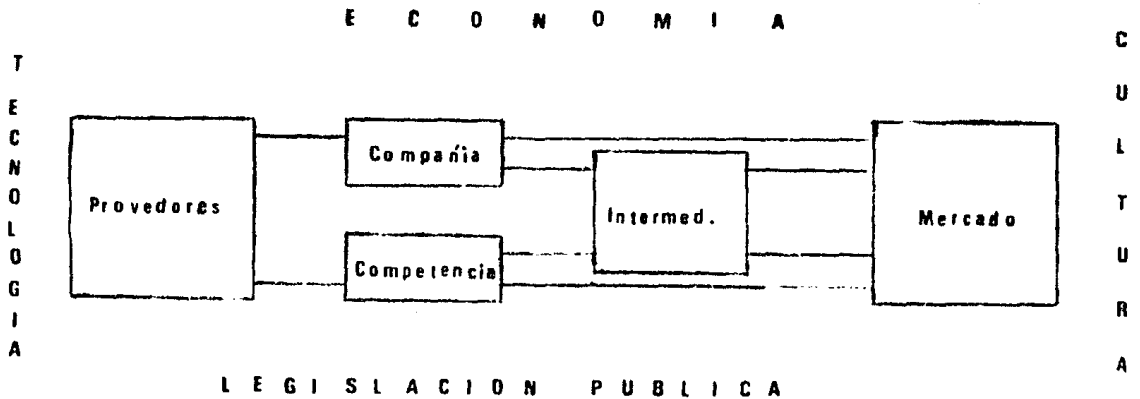 E C O N O M I A
T E C N O L O G I A
C U L T U R A
Provedores
Compañia
Competencia
Intermed.
Mercado
L E G I S L A C I O N P U B L I C A